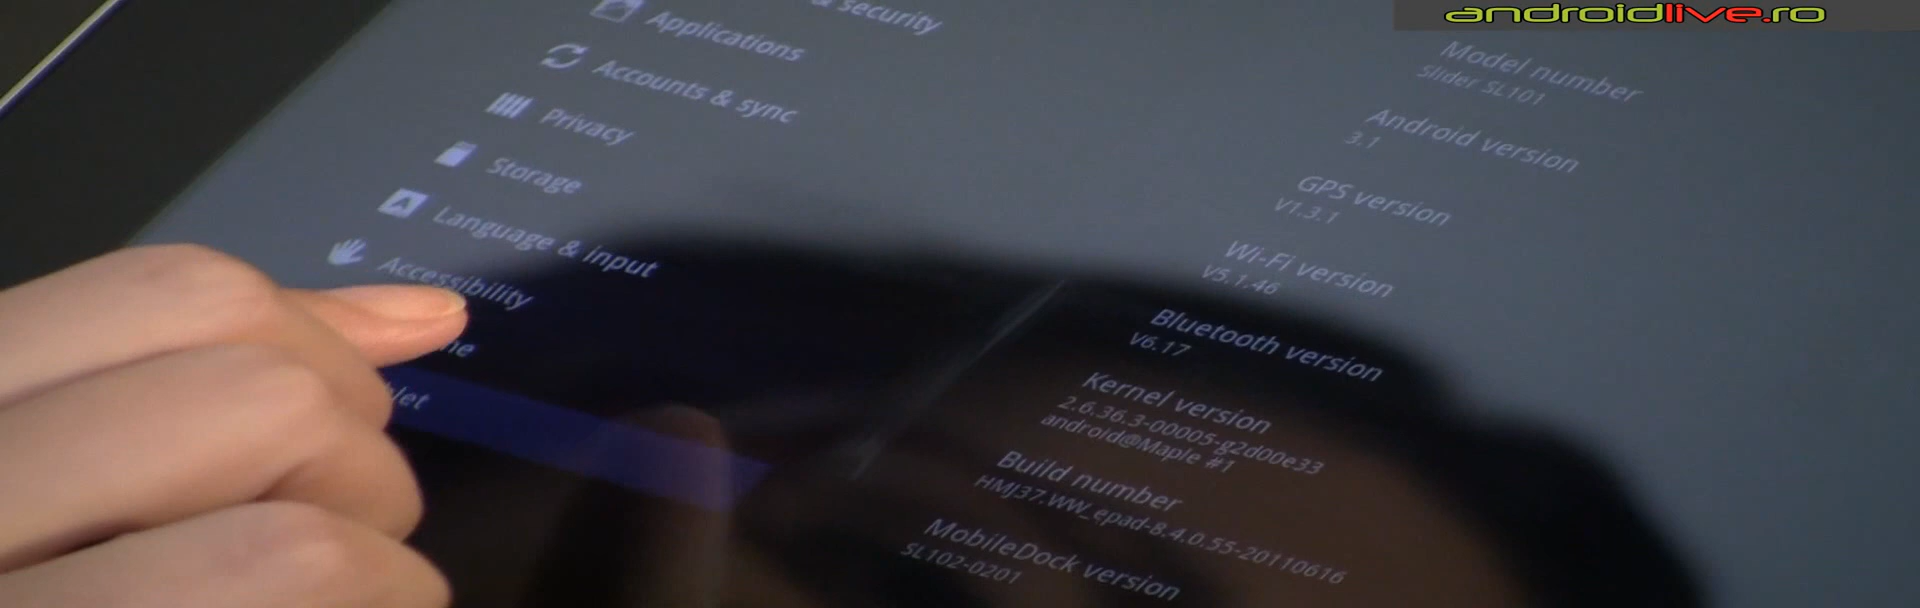 androidlive.ro
& security
Applications
Accounts & sync
Privacy
Storage
Language & input
Accessibility
Model number
Slider SL101
Android version
3.1
GPS version
V1.3.1
Wi-Fi version
V5.1.46
Bluetooth version
V6.17
Kernel version
2.6.36.3-00005-g2d00e33
android@Maple #1
Build number
HMJ37.WW_epad-8.4.0.55-20110616
MobileDock version
SL102-0201